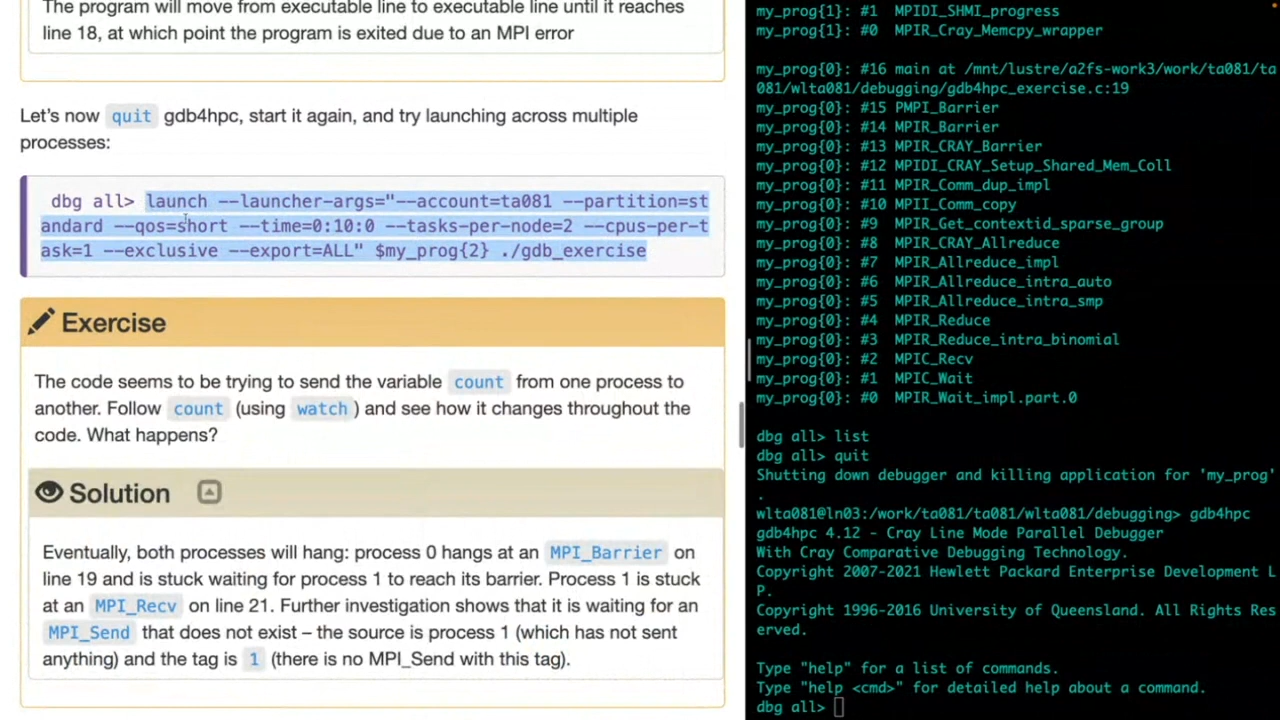 The program will move from executable line to executable line until it reaches
line 18, at which point the program is exited due to an MPI error
Let's now quit gdb4hpc, start it again, and try launching across multiple
processes:
dbg all> launch --launcher-args="--account=ta081 --partition=st
andard --qos=short --time=0:10:0 --tasks-per-node=2 --cpus-per-t
ask=1 --exclusive --export=ALL" $my_prog{2} ./gdb_exercise
Exercise
The code seems to be trying to send the variable count from one process to
another. Follow count (using watch) and see how it changes throughout the
code. What happens?
Solution
Eventually, both processes will hang: process 0 hangs at an MPI_Barrier on
line 19 and is stuck waiting for process 1 to reach its barrier. Process 1 is stuck
at an MPI_Recv on line 21. Further investigation shows that it is waiting for an
MPI_Send that does not exist – the source is process 1 (which has not sent
anything) and the tag is 1 (there is no MPI_Send with this tag).
my_prog{1}: #1 MPIDI_SHMI_progress
my_prog{1}: #0 MPIR_Cray_Memcpy_wrapper
my_prog{0}: #16 main at /mnt/lustre/a2fs-work3/work/ta081/ta
081/wlta081/debugging/gdb4hpc_exercise.c:19
my_prog{0}: #15 PMPI_Barrier
my_prog{0}: #14 MPIR_Barrier
my_prog{0}: #13 MPIR_CRAY_Barrier
my_prog{0}: #12 MPIDI_CRAY_Setup_Shared_Mem_Coll
my_prog{0}: #11 MPIR_Comm_dup_impl
my_prog{0}: #10 MPII_Comm_copy
my_prog{0}: #9 MPIR_Get_contextid_sparse_group
my_prog{0}: #8 MPIR_CRAY_Allreduce
my_prog{0}: #7 MPIR_Allreduce_impl
my_prog{0}: #6 MPIR_Allreduce_intra_auto
my_prog{0}: #5 MPIR_Allreduce_intra_smp
my_prog{0}: #4 MPIR_Reduce
my_prog{0}: #3 MPIR_Reduce_intra_binomial
my_prog{0}: #2 MPIC_Recv
my_prog{0}: #1 MPIC_Wait
my_prog{0}: #0 MPIR_Wait_impl.part.0
dbg all> list
dbg all> quit
Shutting down debugger and killing application for 'my_prog'
.
wlta081@ln03:/work/ta081/ta081/wlta081/debugging> gdb4hpc
gdb4hpc 4.12 - Cray Line Mode Parallel Debugger
With Cray Comparative Debugging Technology.
Copyright 2007-2021 Hewlett Packard Enterprise Development L
P.
Copyright 1996-2016 University of Queensland. All Rights Res
erved.
Type "help" for a list of commands.
Type "help <cmd>" for detailed help about a command.
dbg all>